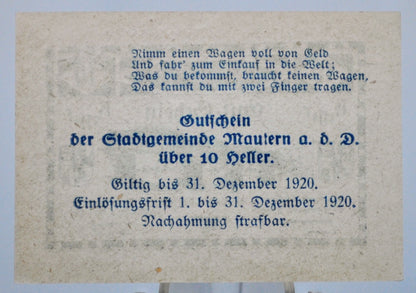 Nimm einen Wagen voll von Geld
Und fahr' zum Einkauf in die Welt;
Was du bekommst, braucht keinen Wagen,
Das kannst du mit zwei Finger tragen.
Gutschein
der Stadtgemeinde Mautern a. d. D.
über 10 Heller.
Giltig bis 31. Dezember 1920.
Einlösungsfrist 1. bis 31. Dezember 1920.
Nachahmung strafbar.